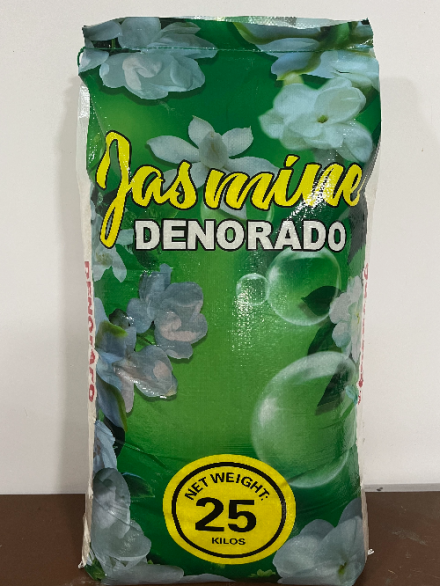 Jasmine
DENORADO
NET WEIGHT:
25
KILOS